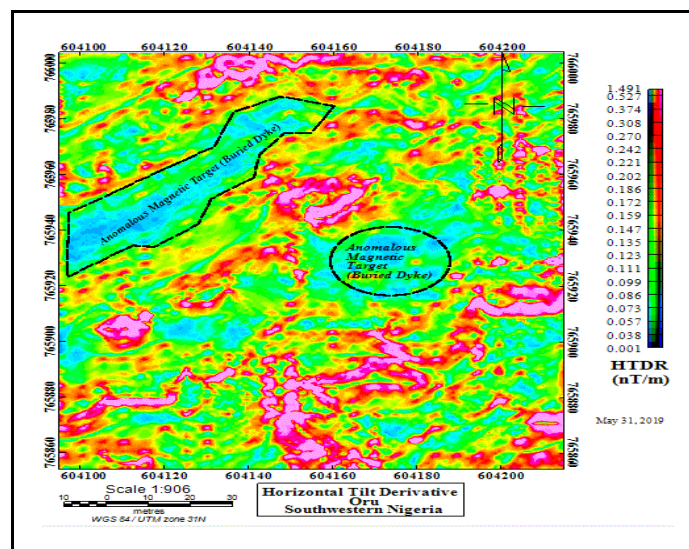 604100 604120 604140 604160 604180 604200
766000 766000
765980 765980
765960 765960
765940 765940
765920 765920
765900 765900
765880 765880
765860 765860
Anomalous Magnetic Target (Buried Dyke)
Anomalous
Magnetic
Target
(Buried Dyke)
1.491
0.527
0.374
0.308
0.270
0.242
0.221
0.202
0.186
0.172
0.159
0.147
0.135
0.123
0.111
0.099
0.086
0.073
0.057
0.038
0.001
HTDR
(nT/m)
May 31, 2019
604100 604120 604140 604160 604180 604200
Scale 1:906
10 0 10 20 30
metres
WGS 84 / UTM zone 31N
Horizontal Tilt Derivative
Oru
Southwestern Nigeria